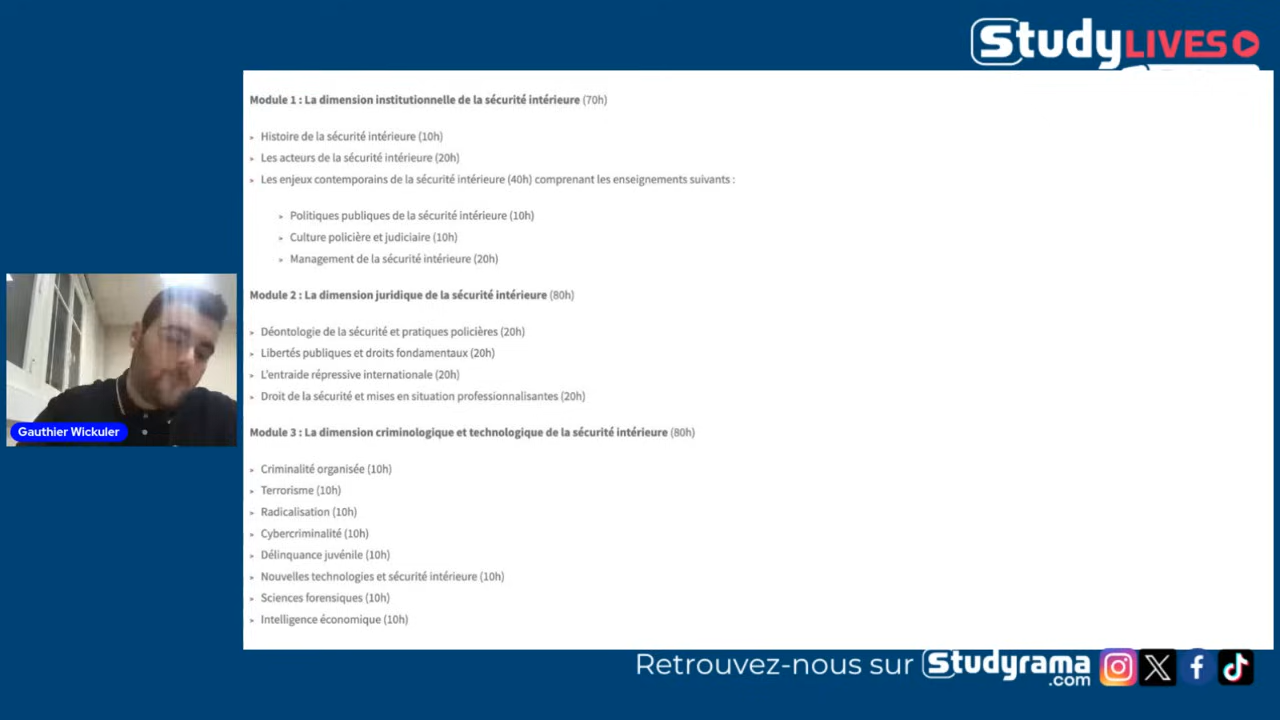 StudyLIVES
Module 1 : La dimension institutionnelle de la sécurité intérieure (70h)
Histoire de la sécurité intérieure (10h)
Les acteurs de la sécurité intérieure (20h)
Les enjeux contemporains de la sécurité intérieure (40h) comprenant les enseignements suivants :
Politiques publiques de la sécurité intérieure (10h)
Culture policière et judiciaire (10h)
Management de la sécurité intérieure (20h)
Module 2 : La dimension juridique de la sécurité intérieure (80h)
Déontologie de la sécurité et pratiques policières (20h)
Libertés publiques et droits fondamentaux (20h)
L'entraide répressive internationale (20h)
Droit de la sécurité et mises en situation professionnalisantes (20h)
Module 3 : La dimension criminologique et technologique de la sécurité intérieure (80h)
Criminalité organisée (10h)
Terrorisme (10h)
Radicalisation (10h)
Cybercriminalité (10h)
Délinquance juvénile (10h)
Nouvelles technologies et sécurité intérieure (10h)
Sciences forensiques (10h)
Intelligence économique (10h)
Gauthier Wickuler
Retrouvez-nous sur Studyrama
.com